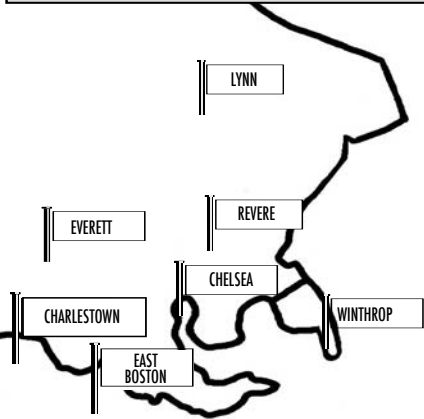 LYNN
REVERE
EVERETT
CHELSEA
CHARLESTOWN
WINTHROP
EAST
BOSTON